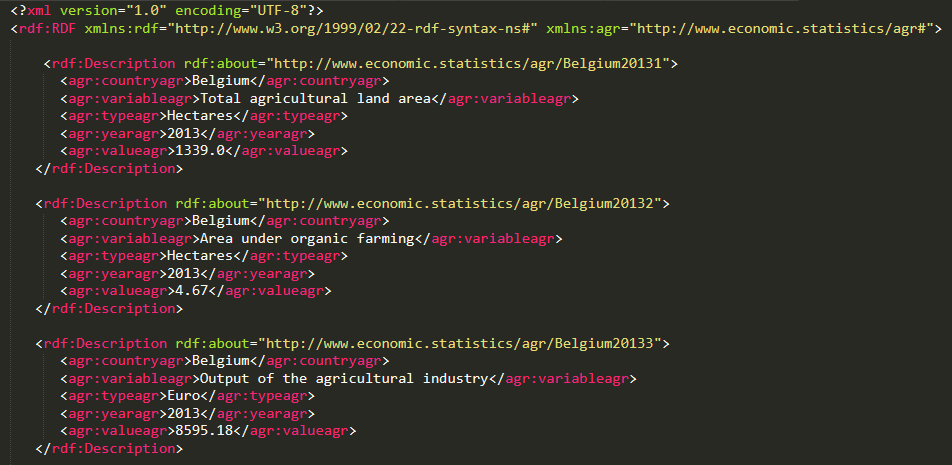 <?xml version="1.0" encoding="UTF-8"?>
<rdf:RDF xmlns:rdf="http://www.w3.org/1999/02/22-rdf-syntax-ns#" xmlns:agr="http://www.economic.statistics/agr#">
<rdf:Description rdf:about="http://www.economic.statistics/agr/Belgium20131">
<agr:countryagr>Belgium</agr:countryagr>
<agr:variableagr>Total agricultural land area</agr:variableagr>
<agr:typeagr>Hectares</agr:typeagr>
<agr:yearagr>2013</agr:yearagr>
<agr:valueagr>1339.0</agr:valueagr>
</rdf:Description>
<rdf:Description rdf:about="http://www.economic.statistics/agr/Belgium20132">
<agr:countryagr>Belgium</agr:countryagr>
<agr:variableagr>Area under organic farming</agr:variableagr>
<agr:typeagr>Hectares</agr:typeagr>
<agr:yearagr>2013</agr:yearagr>
<agr:valueagr>4.67</agr:valueagr>
</rdf:Description>
<rdf:Description rdf:about="http://www.economic.statistics/agr/Belgium20133">
<agr:countryagr>Belgium</agr:countryagr>
<agr:variableagr>Output of the agricultural industry</agr:variableagr>
<agr:typeagr>Euro</agr:typeagr>
<agr:yearagr>2013</agr:yearagr>
<agr:valueagr>8595.18</agr:valueagr>
</rdf:Description>